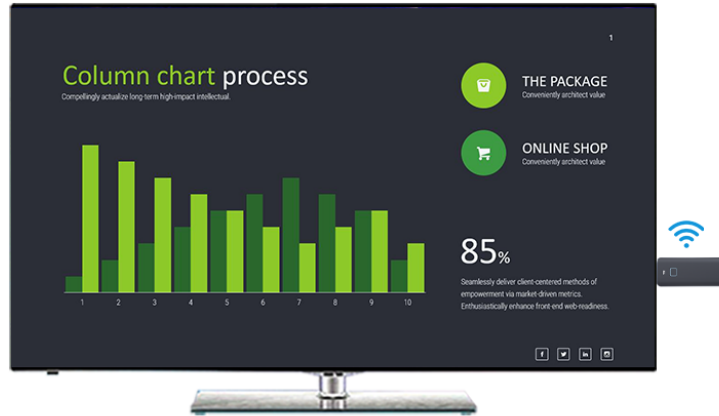 1
Column chart process
Compellingly actualize long-term high-impact intellectual.
THE PACKAGE
Conveniently architect value
ONLINE SHOP
Conveniently architect value
85%
Seamlessly deliver client-centered methods of
empowerment via market-driven metrics.
Enthusiastically enhance front-end web-readiness.
1 2 3 4 5 6 7 8 9 10
f in